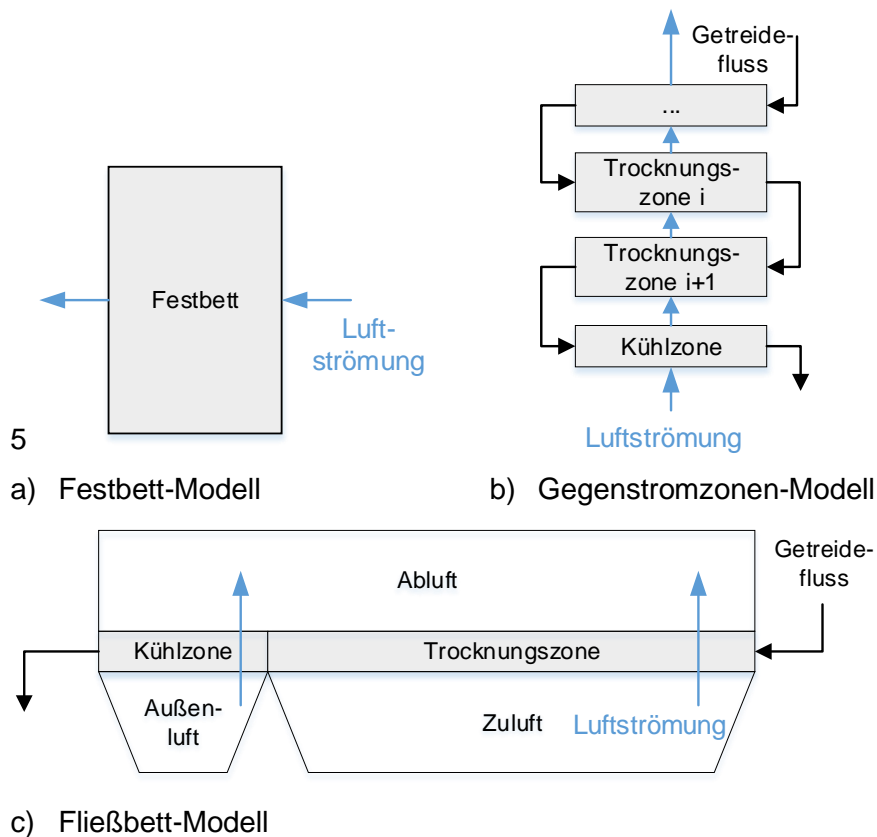 Festbett
Luft-
strömung
5
a) Festbett-Modell
Getreide-
fluss
...
Trocknungs-
zone i
Trocknungs-
zone i+1
Kühlzone
Luftströmung
b) Gegenstromzonen-Modell
Getreide-
fluss
Abluft
Kühlzone
Trocknungszone
Außen-
luft
Zuluft
Luftströmung
c) Fließbett-Modell